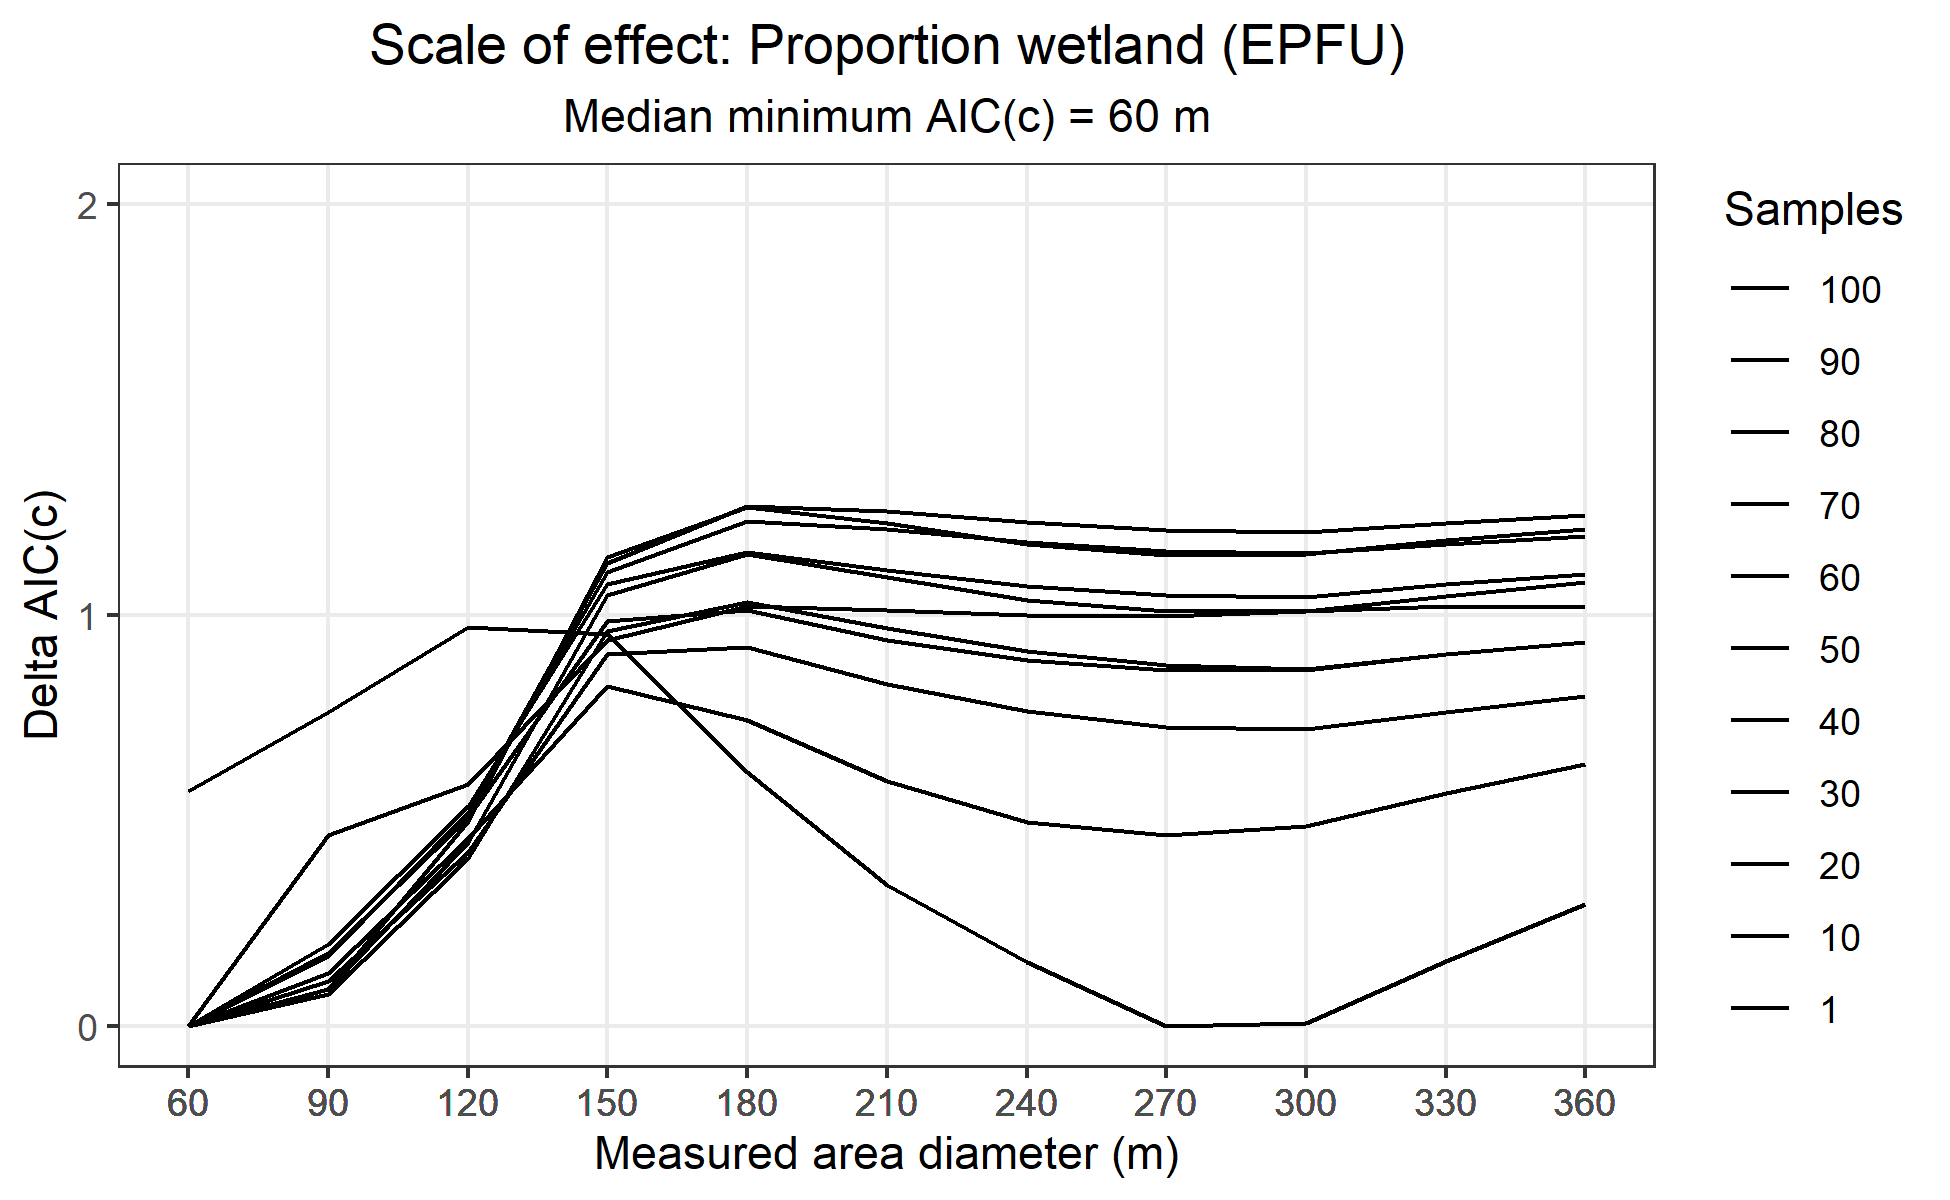 Scale of effect: Proportion wetland (EPFU)
Median minimum AIC(c) = 60 m
Delta AIC(c)
2
1
0
60 90 120 150 180 210 240 270 300 330 360
Measured area diameter (m)
Samples
100
90
80
70
60
50
40
30
20
10
1